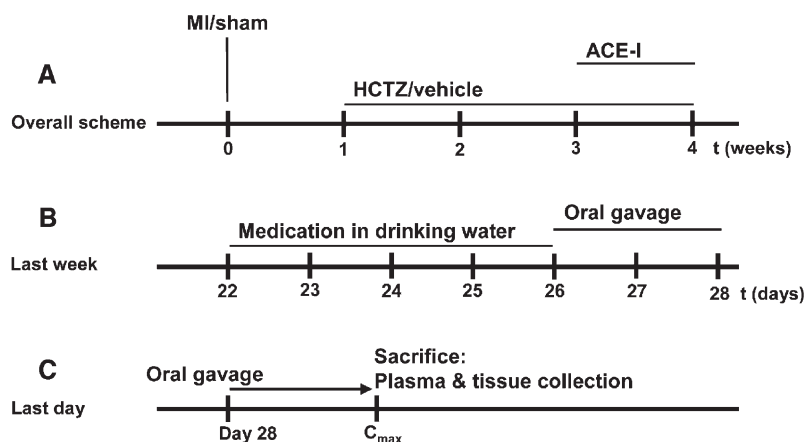 MI/sham
ACE-I
A
HCTZ/vehicle
Overall scheme
0 1 2 3 4 t (weeks)
B
Oral gavage
Medication in drinking water
Last week
22 23 24 25 26 27 28 t (days)
C
Sacrifice:
Oral gavage
Plasma & tissue collection
Last day
Day 28 Cmax